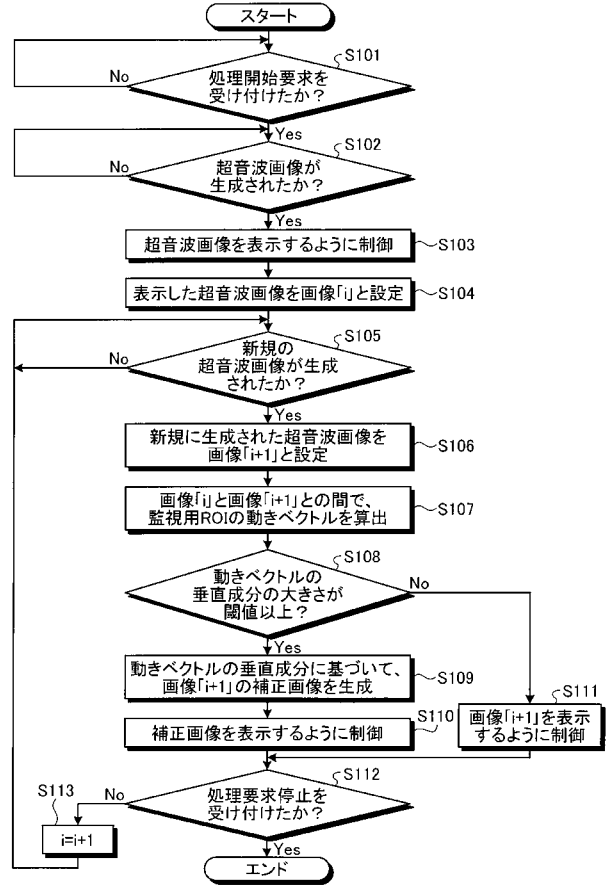 スタート
S101
処理開始要求を
受け付けたか？
No
Yes
S102
超音波画像が
生成されたか？
No
Yes
超音波画像を表示するように制御
S103
表示した超音波画像を画像「i」と設定
S104
S105
新規の
超音波画像が生成
されたか？
No
Yes
新規に生成された超音波画像を
画像「i+1」と設定
S106
画像「i」と画像「i+1」との間で、
監視用ROIの動きベクトルを算出
S107
S108
動きベクトルの
垂直成分の大きさが
閾値以上？
No
Yes
動きベクトルの垂直成分に基づいて、
画像「i+1」の補正画像を生成
S109
補正画像を表示するように制御
S110
S111
画像「i+1」を表示
するように制御
S112
処理要求停止を
受け付けたか？
No
S113
i=i+1
Yes
エンド